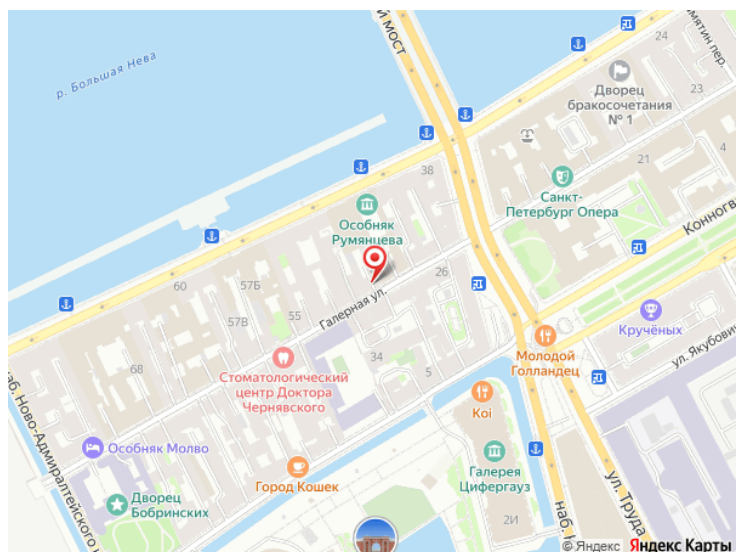 й мост
24
мятин пер.
р. Большая Нева
Дворец
бракосочетания
№ 1
23
38
21
4
Санкт-
Петербург Опера
Особняк
Румянцева
Конногв
26
60
57Б
Галерная ул.
55
57В
Кручёных
ул. Якубови
Молодой
Голландец
34
68
5
Стоматологический
центр Доктора
Чернявского
Koi
наб. Ново-Адмиралтейского к
Особняк Молво
Галерея
Цифергауз
Город Кошек
Дворец
Бобринских
2И
ул. Труда
наб.
© Яндекс Яндекс Карты